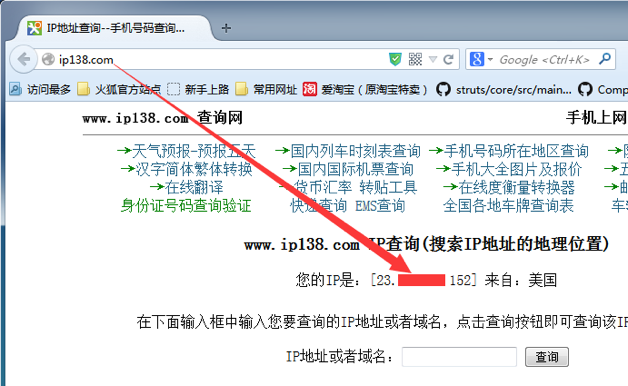 IP地址查询--手机号码查询...
ip138.com
Google <Ctrl+K>
访问最多 火狐官方站点 新手上路 常用网址 爱淘宝（原淘宝特卖） struts/core/src/main... Comp
www.ip138.com 查询网 手机上网
→天气预报-预报五天 →国内列车时刻表查询 →手机号码所在地区查询
→汉字简体繁体转换 →国内国际机票查询 →手机大全图片及报价 →五
→在线翻译 货币汇率 转贴工具 →在线度衡量转换器 →邮
身份证号码查询验证 快递查询 EMS查询 全国各地车牌查询表 车
www.ip138.com IP查询(搜索IP地址的地理位置)
您的IP是：[23. 152] 来自：美国
在下面输入框中输入您要查询的IP地址或者域名，点击查询按钮即可查询该IP
IP地址或者域名： 查询